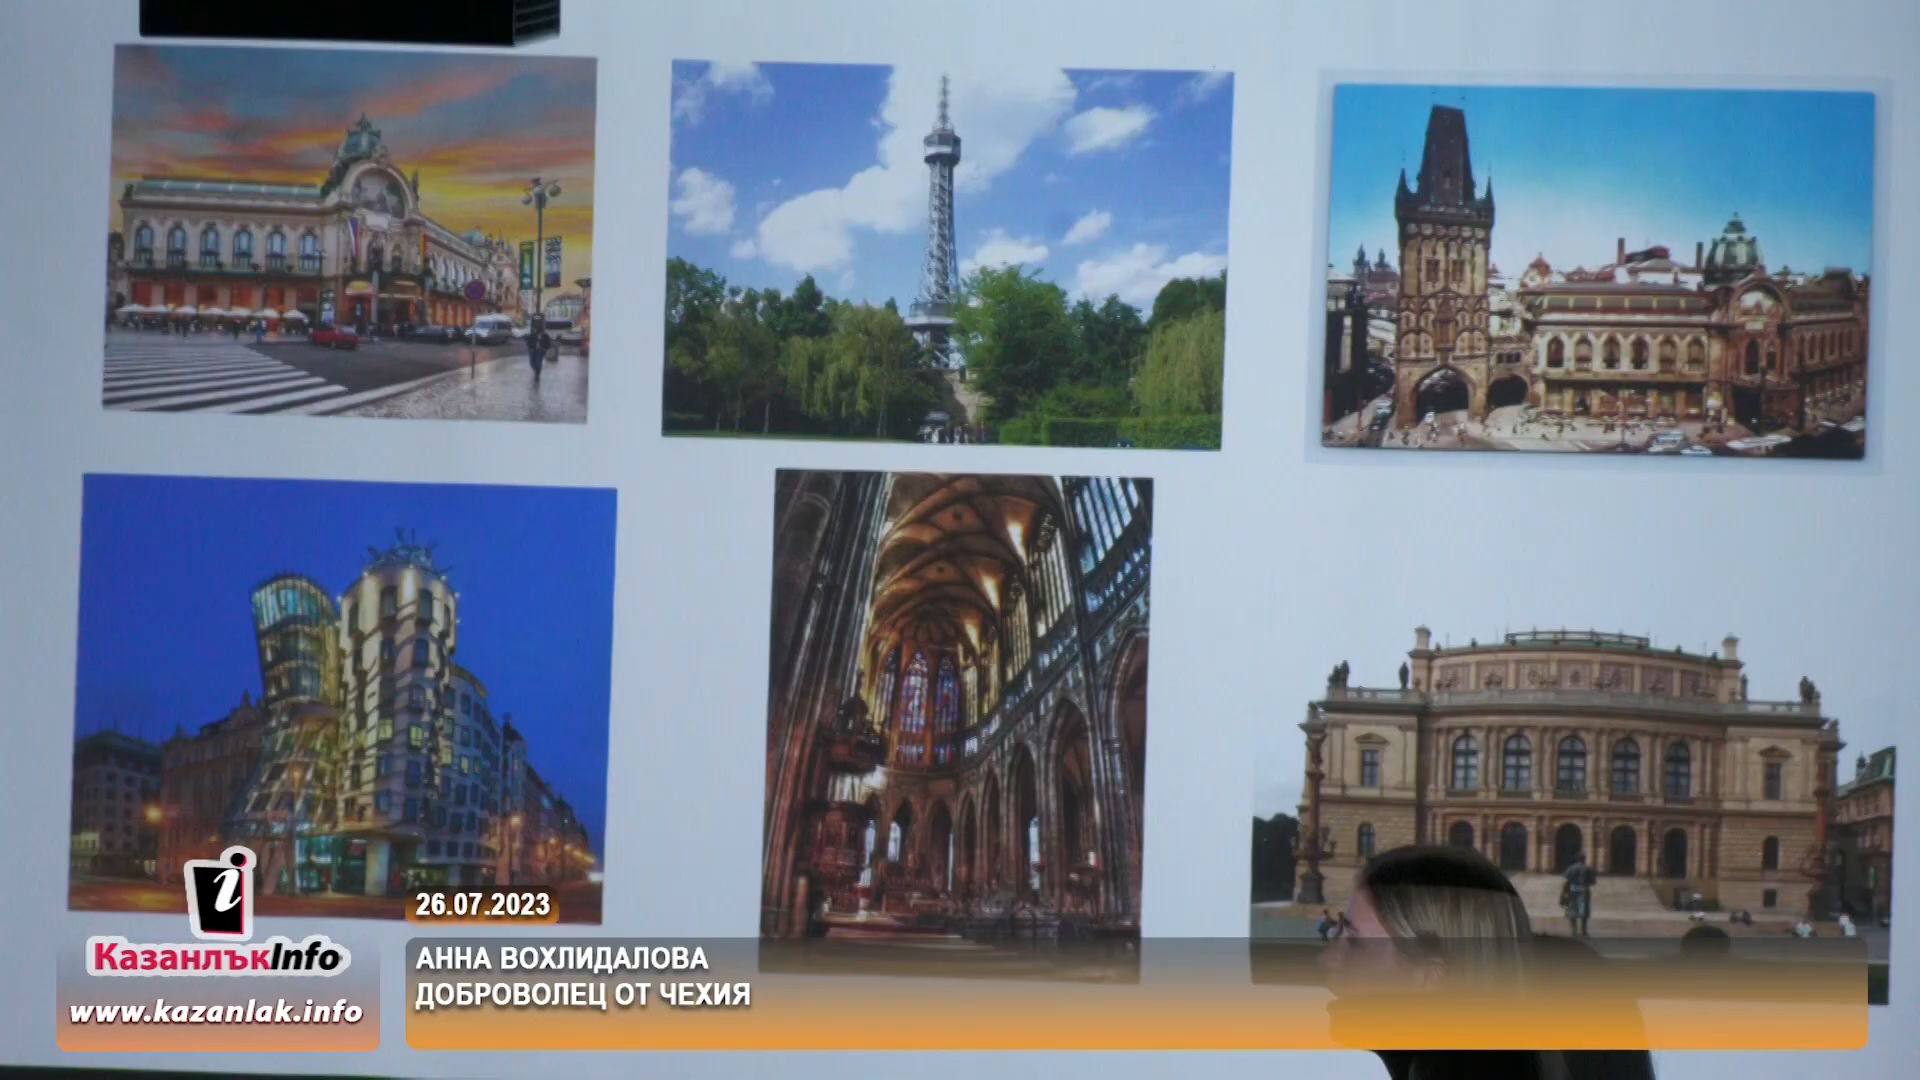 26.07.2023
КазанлъкInfo
www.kazanlak.info
АННА ВОХЛИДАЛОВА
ДОБРОВОЛЕЦ ОТ ЧЕХИЯ